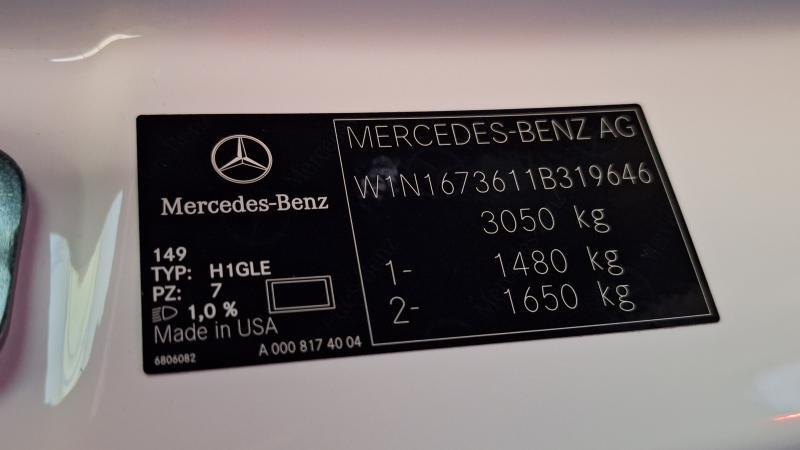 Mercedes-Benz
149
TYP: H1GLE
PZ: 7
1,0 %
Made in USA
6806082
A 000 817 40 04
MERCEDES-BENZ AG
W1N1673611B319646
3050 kg
1- 1480 kg
2- 1650 kg